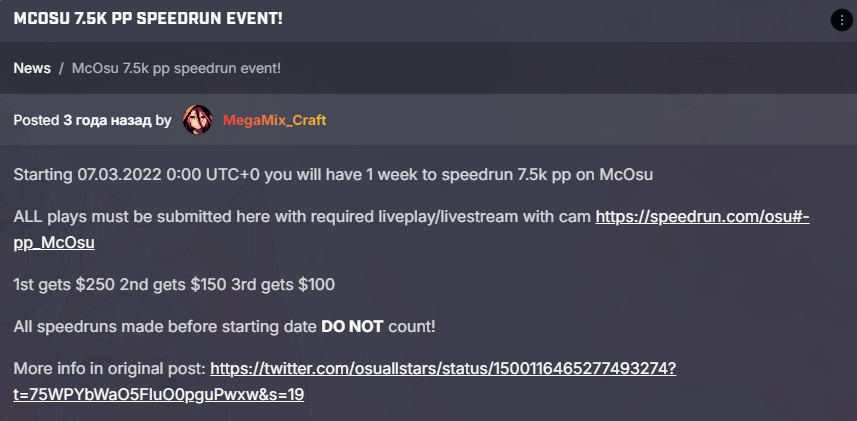 MCOSU 7.5K PP SPEEDRUN EVENT!
News / McOsu 7.5k pp speedrun event!
Posted 3 года назад by MegaMix_Craft
Starting 07.03.2022 0:00 UTC+0 you will have 1 week to speedrun 7.5k pp on McOsu
ALL plays must be submitted here with required liveplay/livestream with cam https://speedrun.com/osu#-
pp_McOsu
1st gets $250 2nd gets $150 3rd gets $100
All speedruns made before starting date DO NOT count!
More info in original post: https://twitter.com/osuallstars/status/1500116465277493274?
t=75WPYbWaO5FIuO0pguPwxw&s=19